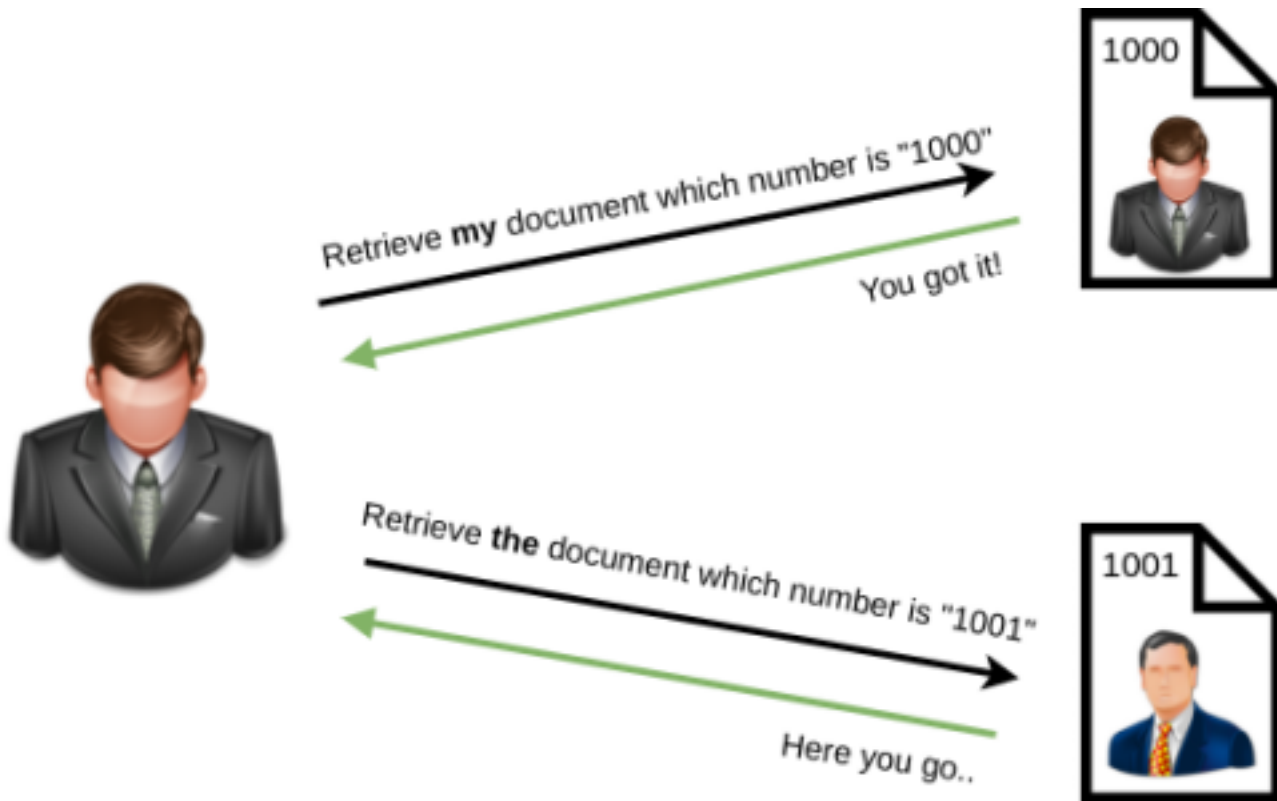 1000
Retrieve my document which number is "1000"
You got it!
Retrieve the document which number is "1001"
1001
Here you go..